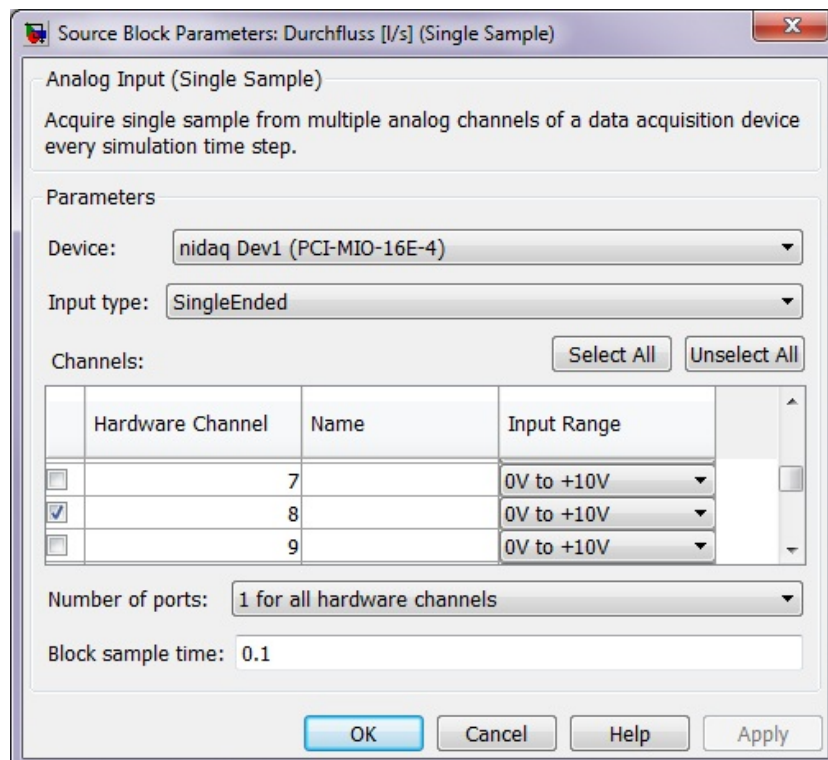 Source Block Parameters: Durchfluss [l/s] (Single Sample)
Analog Input (Single Sample)
Acquire single sample from multiple analog channels of a data acquisition device
every simulation time step.
Parameters
Device: nidaq Dev1 (PCI-MIO-16E-4)
Input type: SingleEnded
Channels: Select All Unselect All
Hardware Channel Name Input Range
7 0V to +10V
8 0V to +10V
9 0V to +10V
Number of ports: 1 for all hardware channels
Block sample time: 0.1
OK Cancel Help Apply